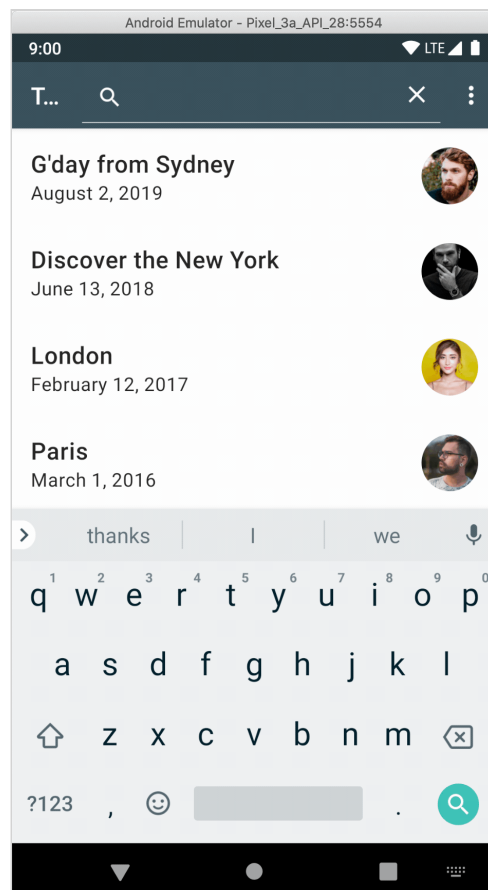 Android Emulator - Pixel_3a_API_28:5554
9:00 LTE
T...
G'day from Sydney
August 2, 2019
Discover the New York
June 13, 2018
London
February 12, 2017
Paris
March 1, 2016
thanks I we
1 2 3 4 5 6 7 8 9 0
q w e r t y u i o p
a s d f g h j k l
z x c v b n m
?123 , .